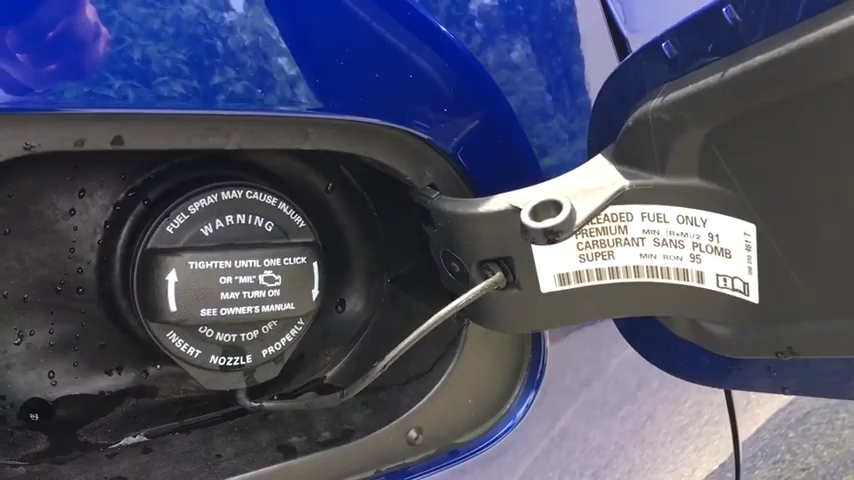 FUEL SPRAY MAY CAUSE INJURY
WARNING
TIGHTEN UNTIL ONE CLICK
OR "MIL"
MAY TURN ON
SEE OWNER'S MANUAL
DO NOT TOP OFF
INSERT NOZZLE PROPERLY
FUEL ONLY
PREMIUM MIN. (R+M)/2 91
CARBURANT SANS PLOMB
SUPER MIN RON 95